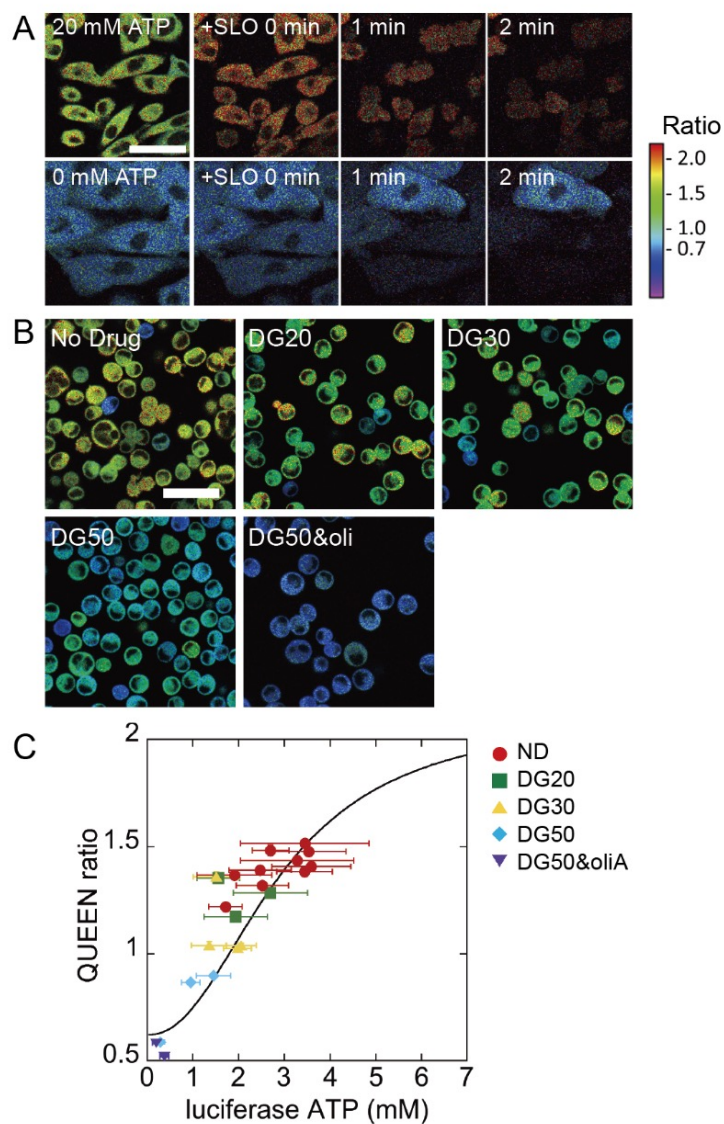 A
20 mM ATP
+SLO 0 min
1 min
2 min
Ratio
2.0
1.5
1.0
0.7
0 mM ATP
+SLO 0 min
1 min
2 min
B
No Drug
DG20
DG30
DG50
DG50&oli
C
2
1.5
1
0.5
QUEEN ratio
0 1 2 3 4 5 6 7
luciferase ATP (mM)
ND
DG20
DG30
DG50
DG50&oliA